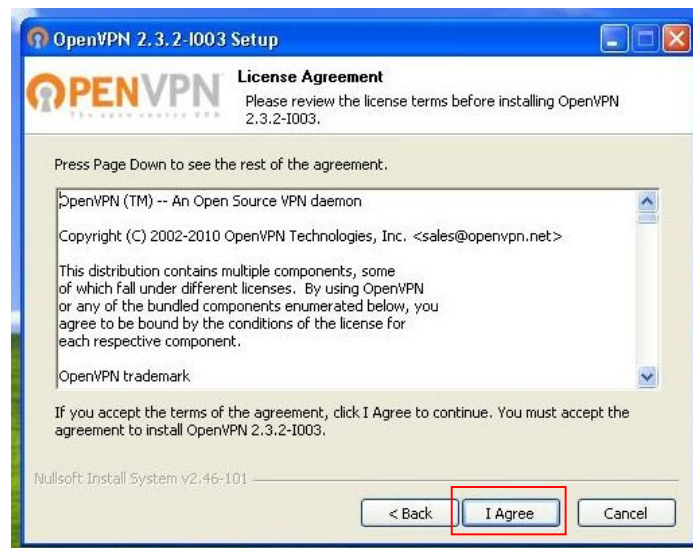 OpenVPN 2.3.2-I003 Setup
OPENVPN
The open source VPN
License Agreement
Please review the license terms before installing OpenVPN
2.3.2-I003.
Press Page Down to see the rest of the agreement.
OpenVPN (TM) -- An Open Source VPN daemon
Copyright (C) 2002-2010 OpenVPN Technologies, Inc. <sales@openvpn.net>
This distribution contains multiple components, some
of which fall under different licenses.  By using OpenVPN
or any of the bundled components enumerated below, you
agree to be bound by the conditions of the license for
each respective component.
OpenVPN trademark
If you accept the terms of the agreement, click I Agree to continue. You must accept the
agreement to install OpenVPN 2.3.2-I003.
Nullsoft Install System v2.46-101
< Back
I Agree
Cancel